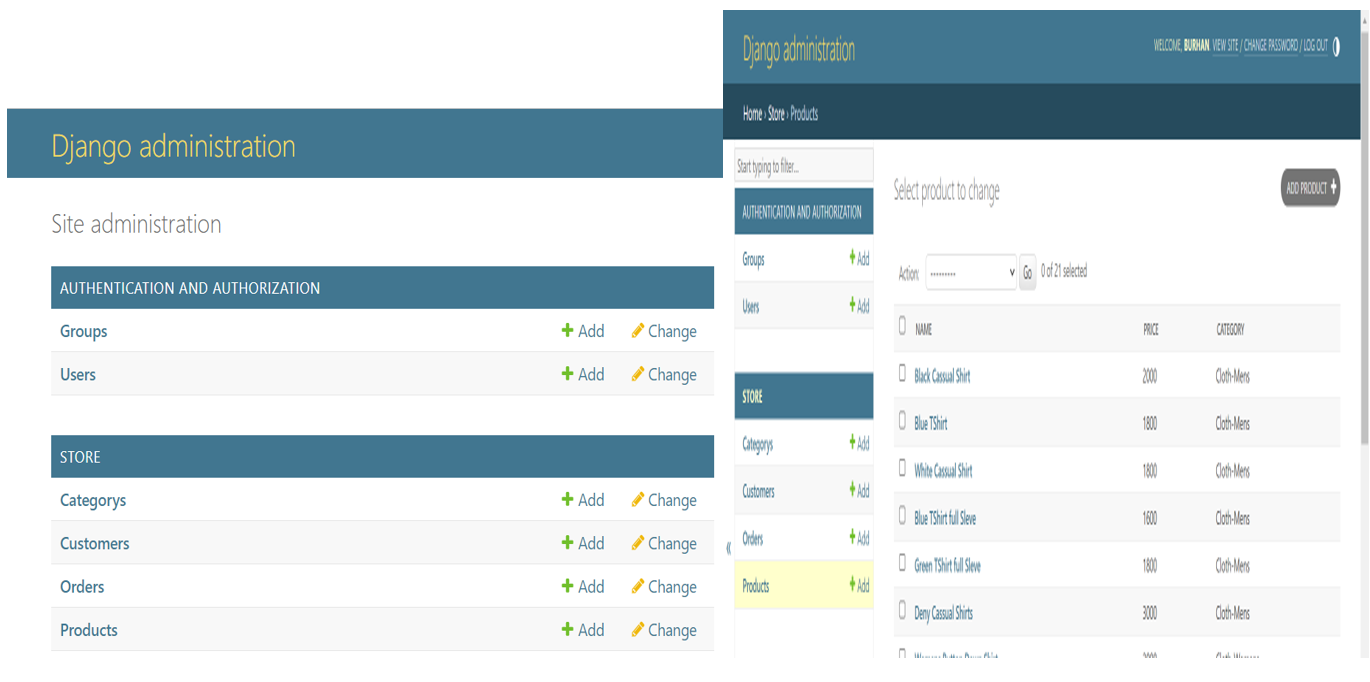 Django administration
Site administration
AUTHENTICATION AND AUTHORIZATION
Groups Add Change
Users Add Change
STORE
Categorys Add Change
Customers Add Change
Orders Add Change
Products Add Change
Django administration
WELCOME, BURHAN. VIEW SITE / CHANGE PASSWORD / LOG OUT
Home › Store › Products
Start typing to filter...
AUTHENTICATION AND AUTHORIZATION
Groups Add
Users Add
STORE
Categorys Add
Customers Add
Orders Add
Products Add
«
Select product to change
ADD PRODUCT
Action: --------- Go 0 of 21 selected
NAME PRICE CATEGORY
Black Cassual Shirt 2000 Cloth-Mens
Blue TShirt 1800 Cloth-Mens
White Cassual Shirt 1800 Cloth-Mens
Blue TShirt full Sleve 1600 Cloth-Mens
Green TShirt full Sleve 1800 Cloth-Mens
Deny Cassual Shirts 3000 Cloth-Mens